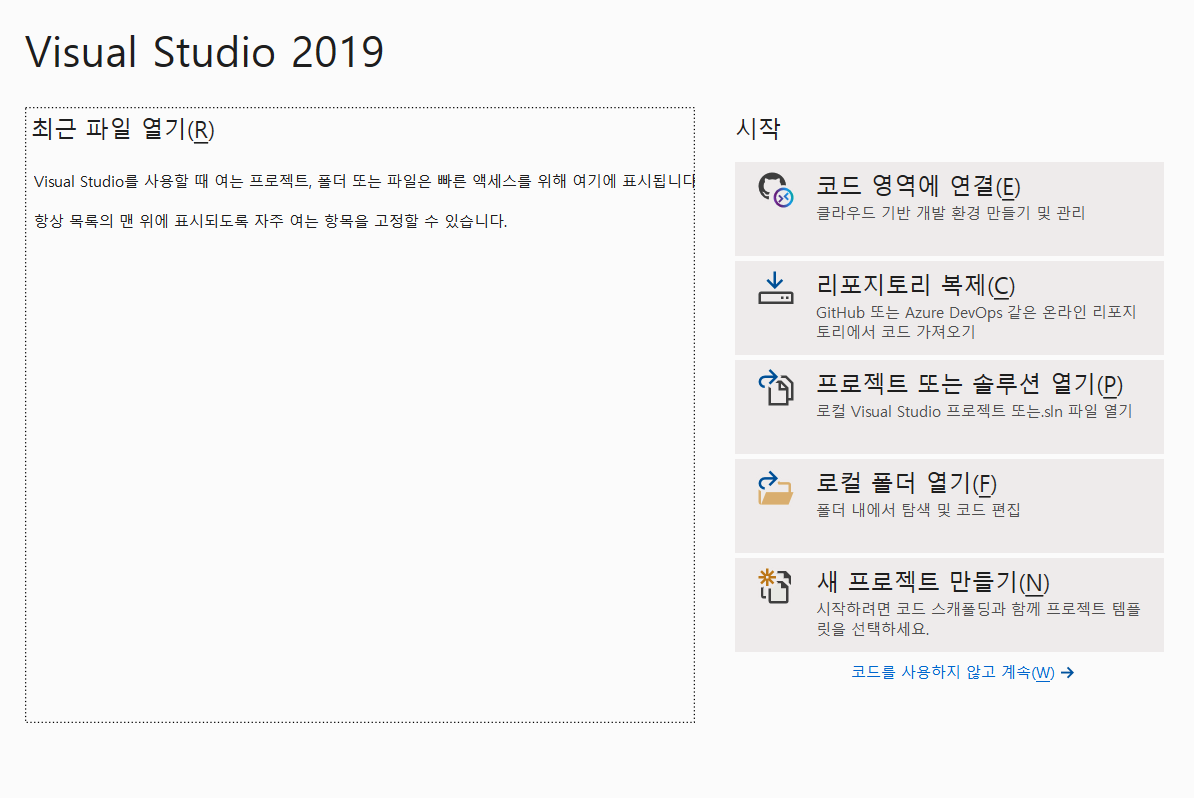 Visual Studio 2019
최근 파일 열기(R)
Visual Studio를 사용할 때 여는 프로젝트, 폴더 또는 파일은 빠른 액세스를 위해 여기에 표시됩니다
항상 목록의 맨 위에 표시되도록 자주 여는 항목을 고정할 수 있습니다.
시작
코드 영역에 연결(E)
클라우드 기반 개발 환경 만들기 및 관리
리포지토리 복제(C)
GitHub 또는 Azure DevOps 같은 온라인 리포지
토리에서 코드 가져오기
프로젝트 또는 솔루션 열기(P)
로컬 Visual Studio 프로젝트 또는.sln 파일 열기
로컬 폴더 열기(F)
폴더 내에서 탐색 및 코드 편집
새 프로젝트 만들기(N)
시작하려면 코드 스캐폴딩과 함께 프로젝트 템플
릿을 선택하세요.
코드를 사용하지 않고 계속(W) →